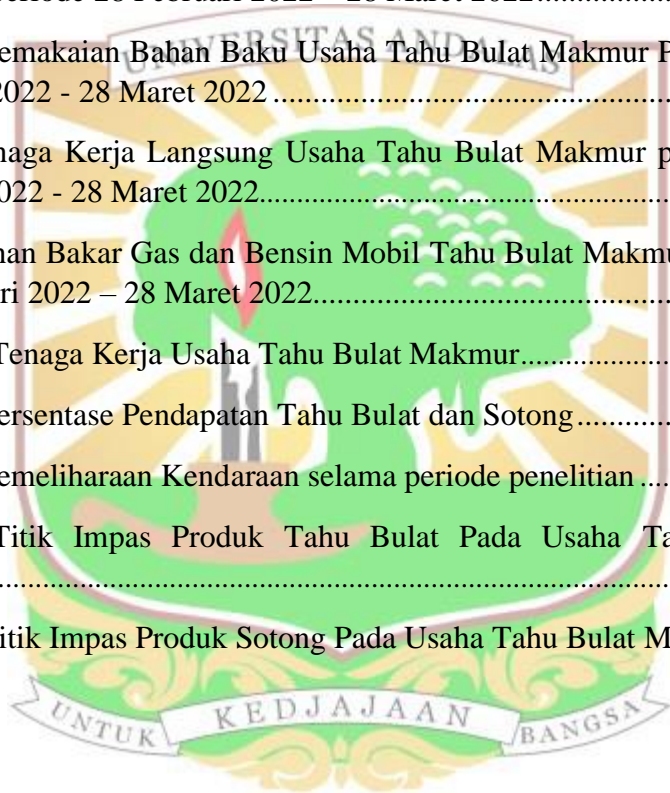 eriode 28 Februari 2022 – 28 Maret 2022
emakaian Bahan Baku Usaha Tahu Bulat Makmur P
2022 - 28 Maret 2022
naga Kerja Langsung Usaha Tahu Bulat Makmur p
022 - 28 Maret 2022
han Bakar Gas dan Bensin Mobil Tahu Bulat Makmu
ri 2022 – 28 Maret 2022
Tenaga Kerja Usaha Tahu Bulat Makmur
ersentase Pendapatan Tahu Bulat dan Sotong
emeliharaan Kendaraan selama periode penelitian
Titik Impas Produk Tahu Bulat Pada Usaha Ta
itik Impas Produk Sotong Pada Usaha Tahu Bulat M
UNIVERSITAS ANDALAS
UNTUK KEDJAJAAN BANGSA